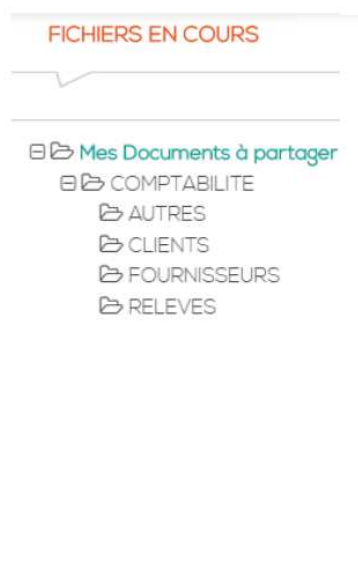 FICHIERS EN COURS
Mes Documents à partager
COMPTABILITE
AUTRES
CLIENTS
FOURNISSEURS
RELEVES